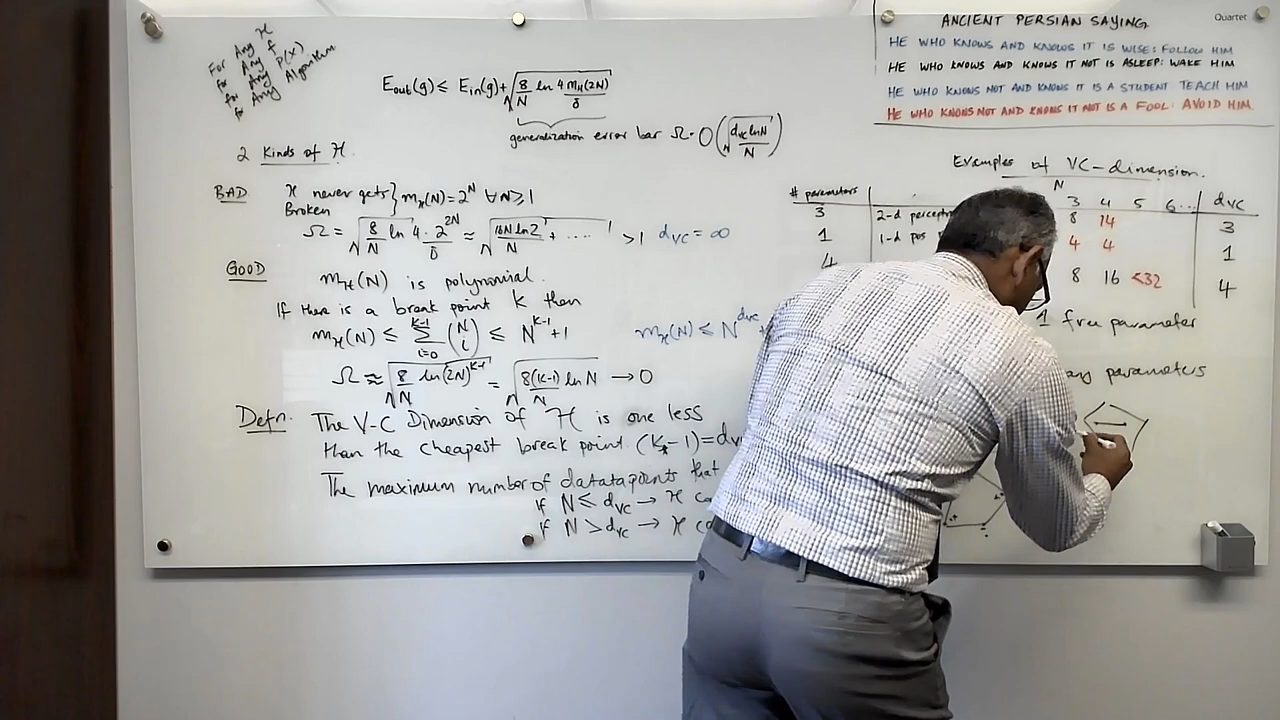 For Any H
for Any f
for Any P(x)
for Any Algorithm
E_out(g) ≤ E_in(g) + √(8/N ln 4 m_H(2N)/δ)
generalization error bar Ω = O(√(d_VC ln N/N))
2 Kinds of H.
BAD H never gets Broken } m_H(N) = 2^N ∀ N ≥ 1
Ω = √(8/N ln 4·2^2N/δ) ≈ √(16N ln2/N + ....) > 1 d_VC = ∞
GOOD m_H(N) is polynomial.
If there is a break point K then
m_H(N) ≤ Σ_{i=0}^{K-1} (N i) ≤ N^{K-1} + 1 m_H(N) ≤ N^{d_VC} +
Ω ≈ √(8/N ln(2N)^{K-1}) = √(8(K-1) ln N/N) → 0
Defn. The V-C Dimension of H is one less
than the cheapest break point (K* - 1) = d_V
The maximum number of datatapoints that
if N ≤ d_VC → H
if N > d_VC → H
Quartet
ANCIENT PERSIAN SAYING
HE WHO KNOWS AND KNOWS IT IS WISE: FOLLOW HIM
HE WHO KNOWS AND KNOWS IT NOT IS ASLEEP: WAKE HIM
HE WHO KNOWS NOT AND KNOWS IT IS A STUDENT TEACH HIM
HE WHO KNOWS NOT AND KNOWS IT NOT IS A FOOL: AVOID HIM
Examples of VC-dimension.
N
# parameters 3 4 5 6... d_VC
3 2-d percept 8 14 3
1 1-d pos 4 4 1
4 8 16 <32 4
1 free parameter
any parameters